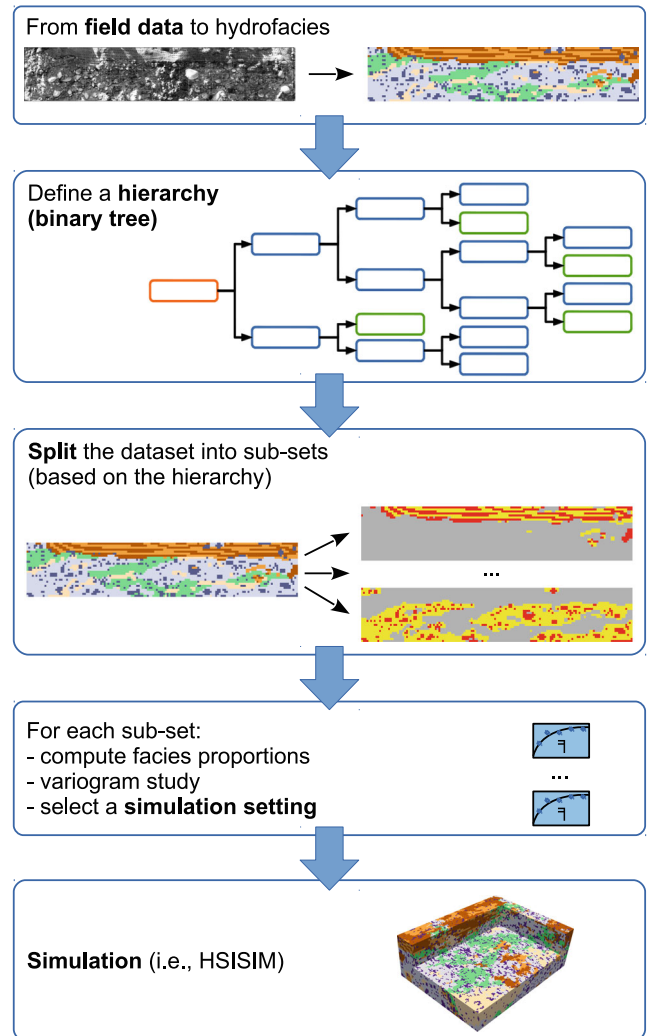 From field data to hydrofacies
Define a hierarchy
(binary tree)
Split the dataset into sub-sets
(based on the hierarchy)
...
For each sub-set:
- compute facies proportions
- variogram study
- select a simulation setting
...
Simulation (i.e., HSISIM)